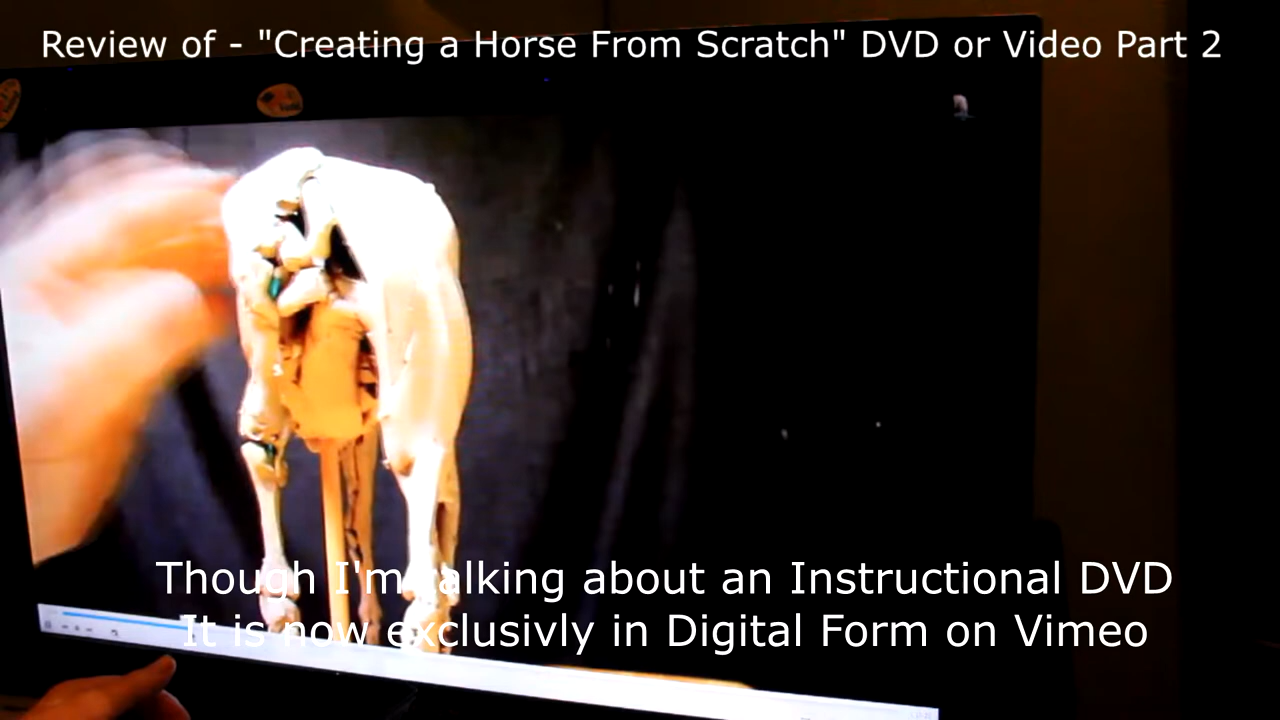 Review of - "Creating a Horse From Scratch" DVD or Video Part 2
Though I'm talking about an Instructional DVD
It is now exclusivly in Digital Form on Vimeo